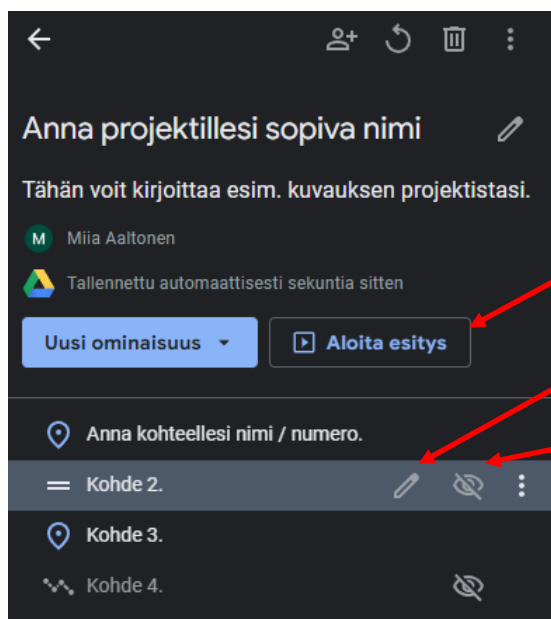 Anna projektillesi sopiva nimi
Tähän voit kirjoittaa esim. kuvauksen projektistasi.
M Miia Aaltonen
Tallennettu automaattisesti sekuntia sitten
Uusi ominaisuus Aloita esitys
Anna kohteellesi nimi / numero.
Kohde 2.
Kohde 3.
Kohde 4.